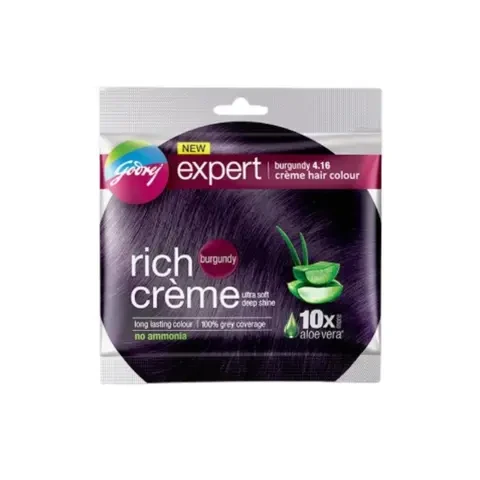 NEW
Godrej
expert
burgundy 4.16
crème hair colour
burgundy
rich
crème
ultra soft
deep shine
long lasting colour | 100% grey coverage
no ammonia
10x more
aloe vera*